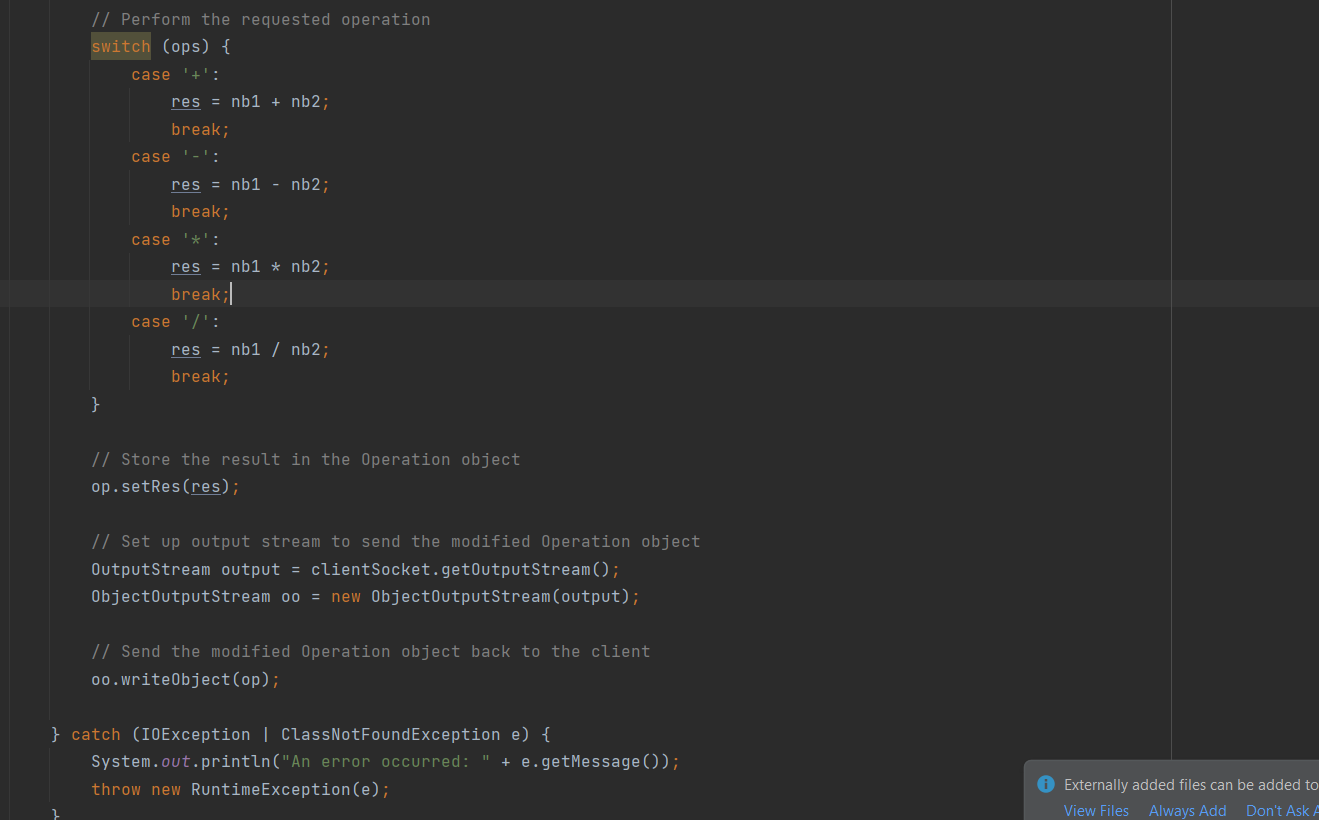 // Perform the requested operation
switch (ops) {
case '+':
res = nb1 + nb2;
break;
case '-':
res = nb1 - nb2;
break;
case '*':
res = nb1 * nb2;
break;
case '/':
res = nb1 / nb2;
break;
}
// Store the result in the Operation object
op.setRes(res);
// Set up output stream to send the modified Operation object
OutputStream output = clientSocket.getOutputStream();
ObjectOutputStream oo = new ObjectOutputStream(output);
// Send the modified Operation object back to the client
oo.writeObject(op);
} catch (IOException | ClassNotFoundException e) {
System.out.println("An error occurred: " + e.getMessage());
throw new RuntimeException(e);
}
Externally added files can be added to
View Files Always Add Don't Ask A